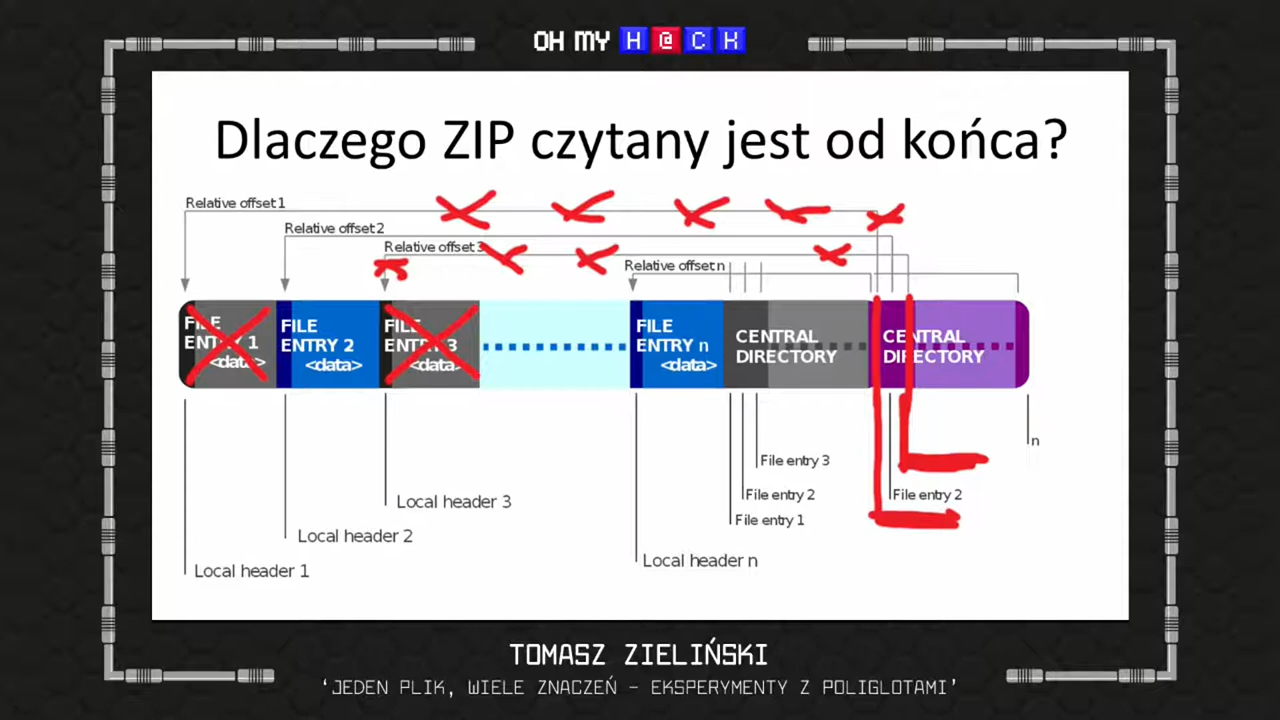 OH MY H@CK
Dlaczego ZIP czytany jest od końca?
Relative offset 1
Relative offset 2
Relative offset 3
Relative offset n
FILE
ENTRY 1
<data>
FILE
ENTRY 2
<data>
FILE
ENTRY 3
<data>
FILE
ENTRY n
<data>
CENTRAL
DIRECTORY
CENTRAL
DIRECTORY
n
File entry 3
File entry 2
File entry 2
Local header 3
File entry 1
Local header 2
Local header n
Local header 1
TOMASZ ZIELIŃSKI
‘JEDEN PLIK, WIELE ZNACZEŃ – EKSPERYMENTY Z POLIGLOTAMI’